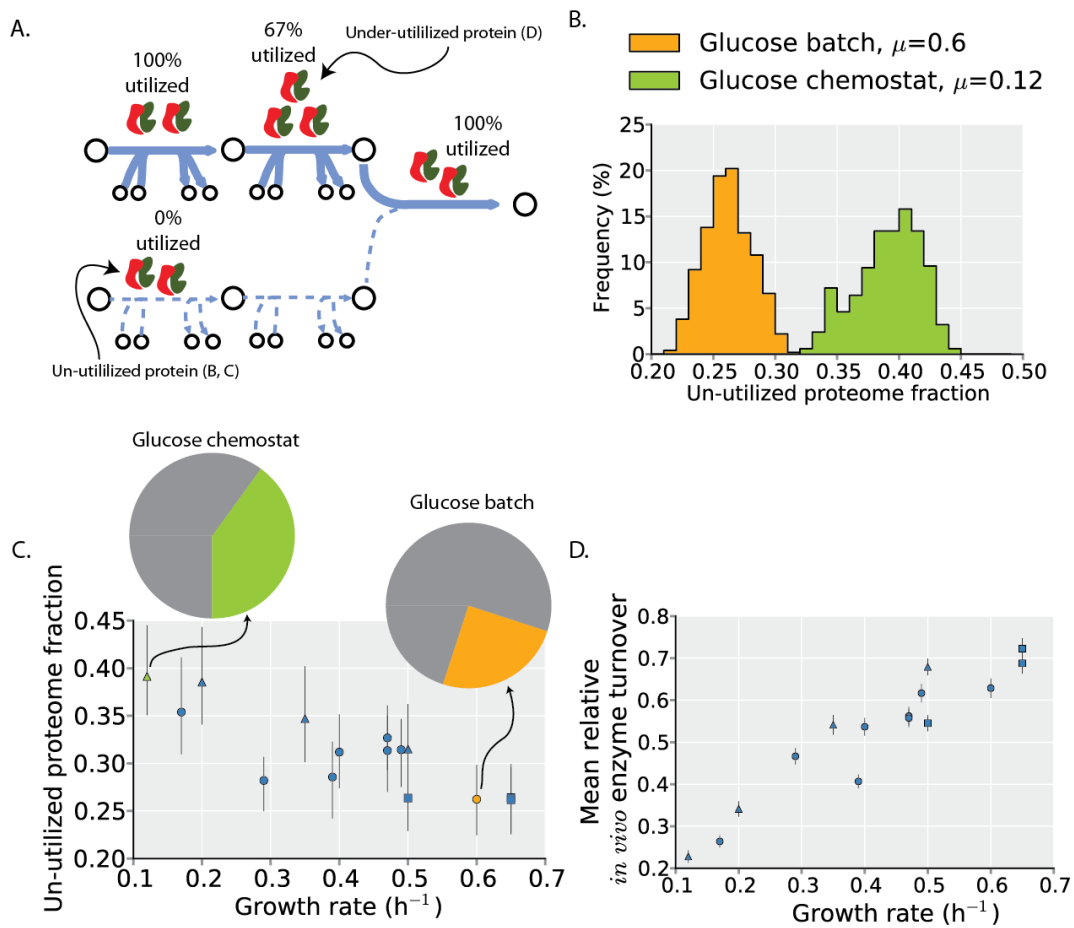 A.
100%
utilized
67%
utilized
Under-utililized protein (D)
100%
utilized
0%
utilized
Un-utililized protein (B, C)
B.
Glucose batch, μ=0.6
Glucose chemostat, μ=0.12
Frequency (%)
25
20
15
10
5
0
0.20 0.25 0.30 0.35 0.40 0.45 0.50
Un-utilized proteome fraction
Glucose chemostat
Glucose batch
C.
Un-utilized proteome fraction
0.45
0.40
0.35
0.30
0.25
0.20
0.1 0.2 0.3 0.4 0.5 0.6 0.7
Growth rate (h⁻¹)
D.
Mean relative
in vivo enzyme turnover
0.8
0.7
0.6
0.5
0.4
0.3
0.2
0.1 0.2 0.3 0.4 0.5 0.6 0.7
Growth rate (h⁻¹)